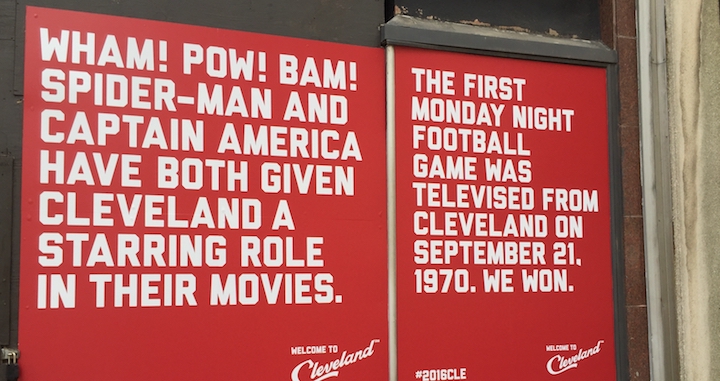 WHAM! POW! BAM!
SPIDER-MAN AND
CAPTAIN AMERICA
HAVE BOTH GIVEN
CLEVELAND A
STARRING ROLE
IN THEIR MOVIES.
WELCOME TO
Cleveland™
THE FIRST
MONDAY NIGHT
FOOTBALL
GAME WAS
TELEVISED FROM
CLEVELAND ON
SEPTEMBER 21,
1970. WE WON.
#2016CLE
WELCOME TO
Cleveland™